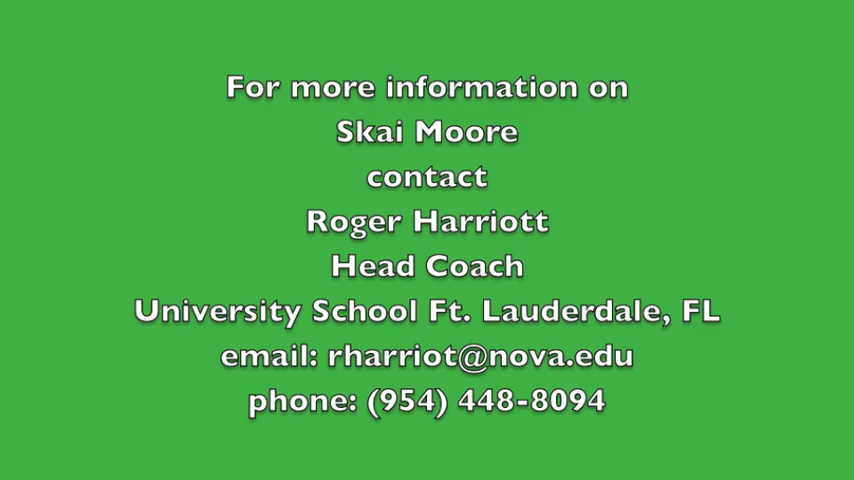 For more information on
Skai Moore
contact
Roger Harriott
Head Coach
University School Ft. Lauderdale, FL
email: rharriot@nova.edu
phone: (954) 448-8094